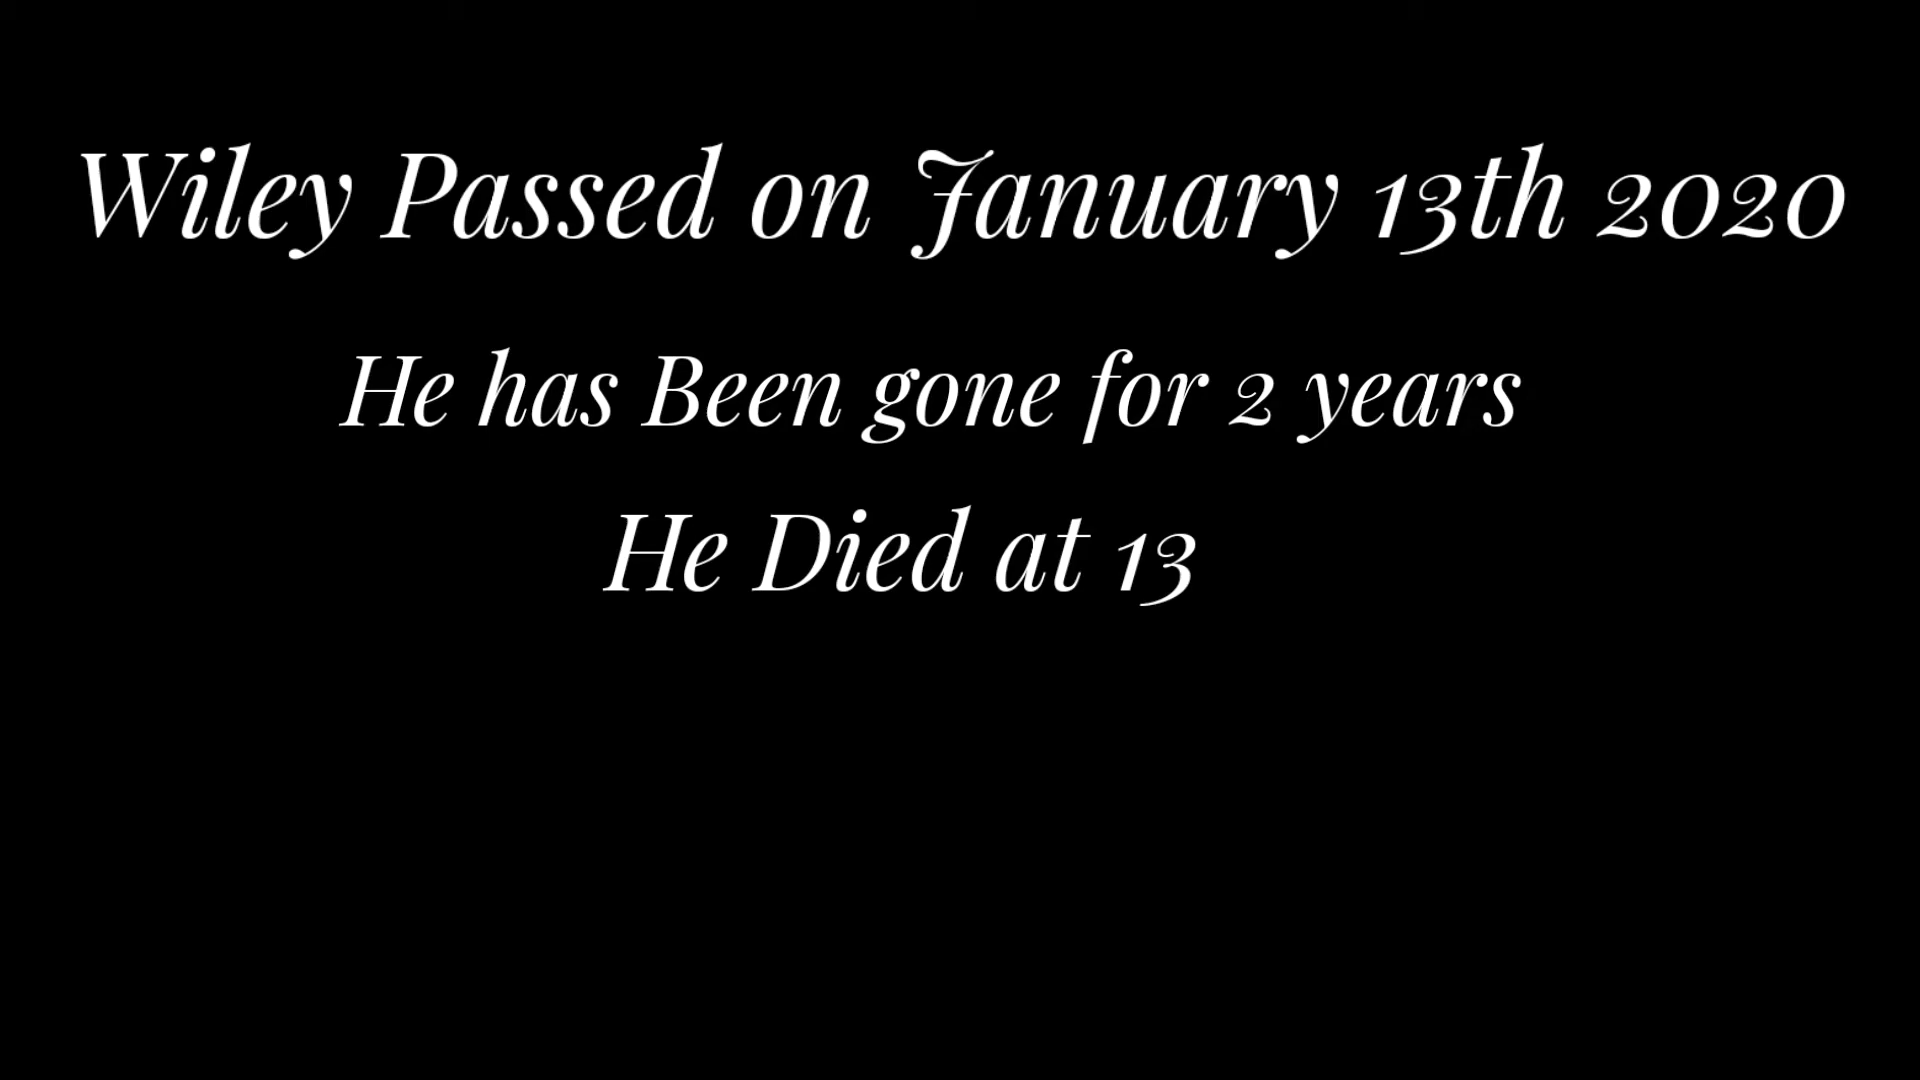 Wiley Passed on January 13th 2020
He has Been gone for 2 years
He Died at 13